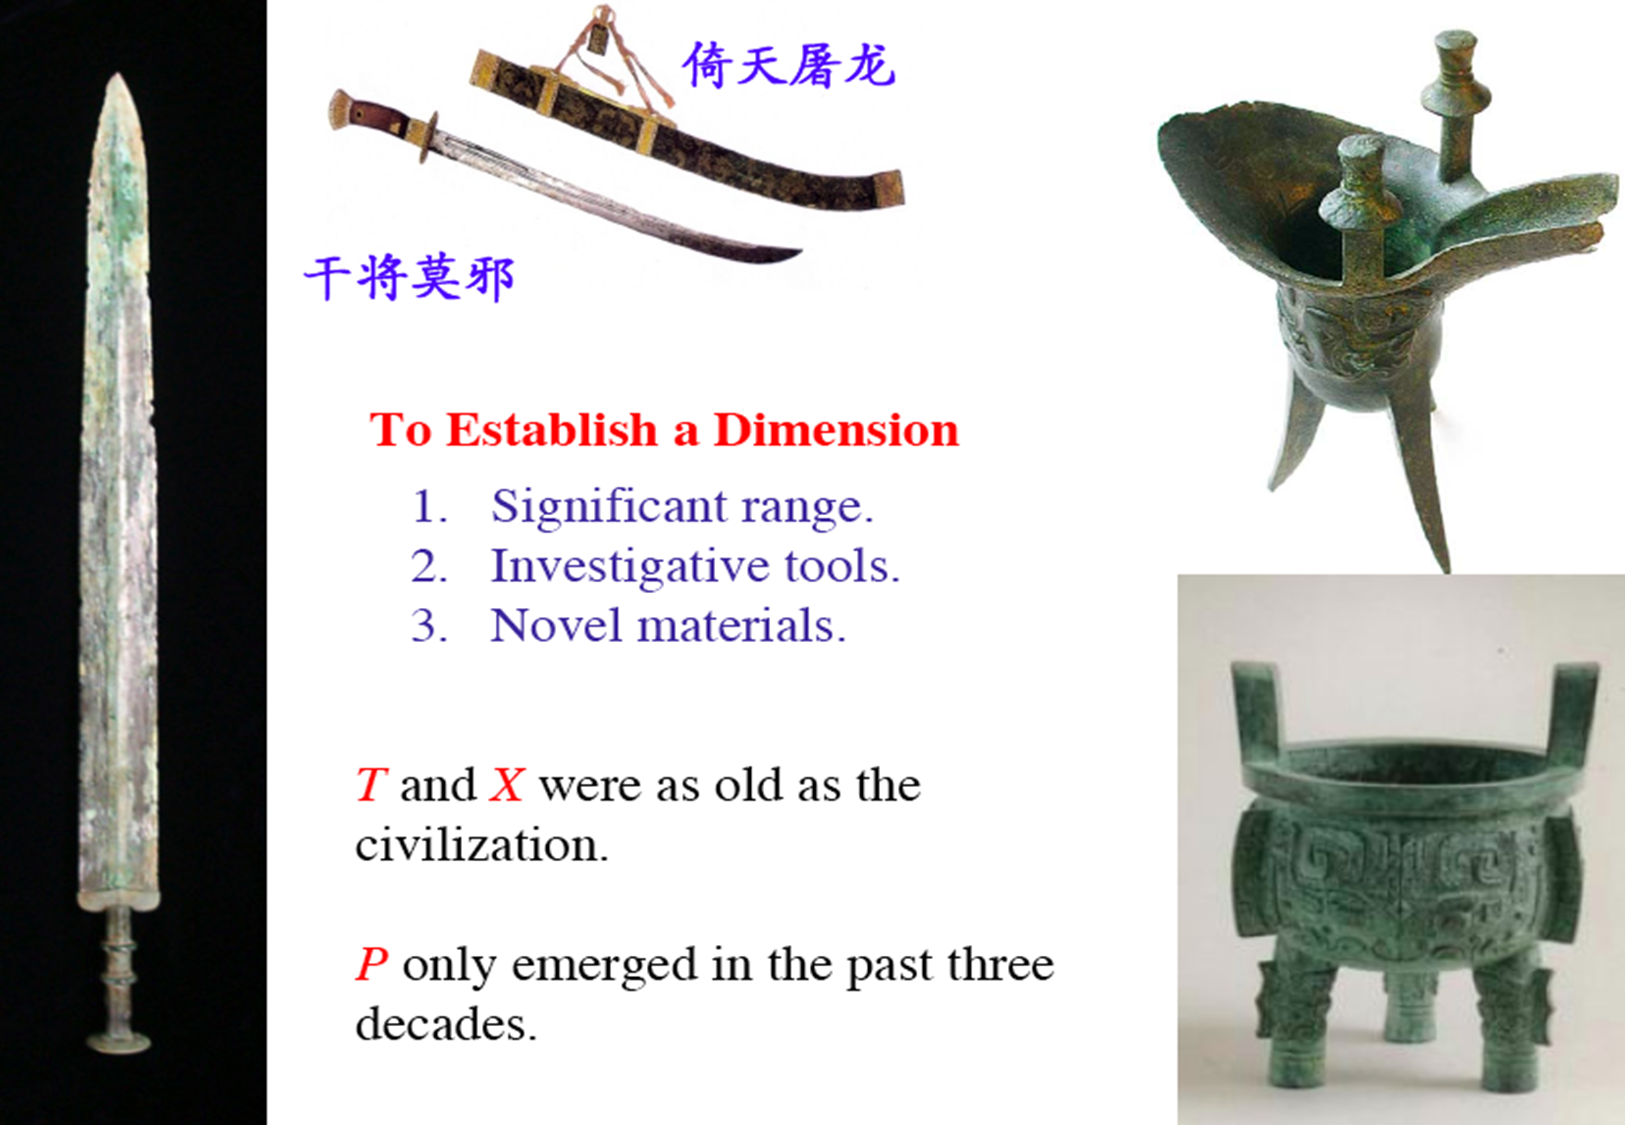 倚天屠龙
干将莫邪
To Establish a Dimension
1. Significant range.
2. Investigative tools.
3. Novel materials.
T and X were as old as the
civilization.
P only emerged in the past three
decades.